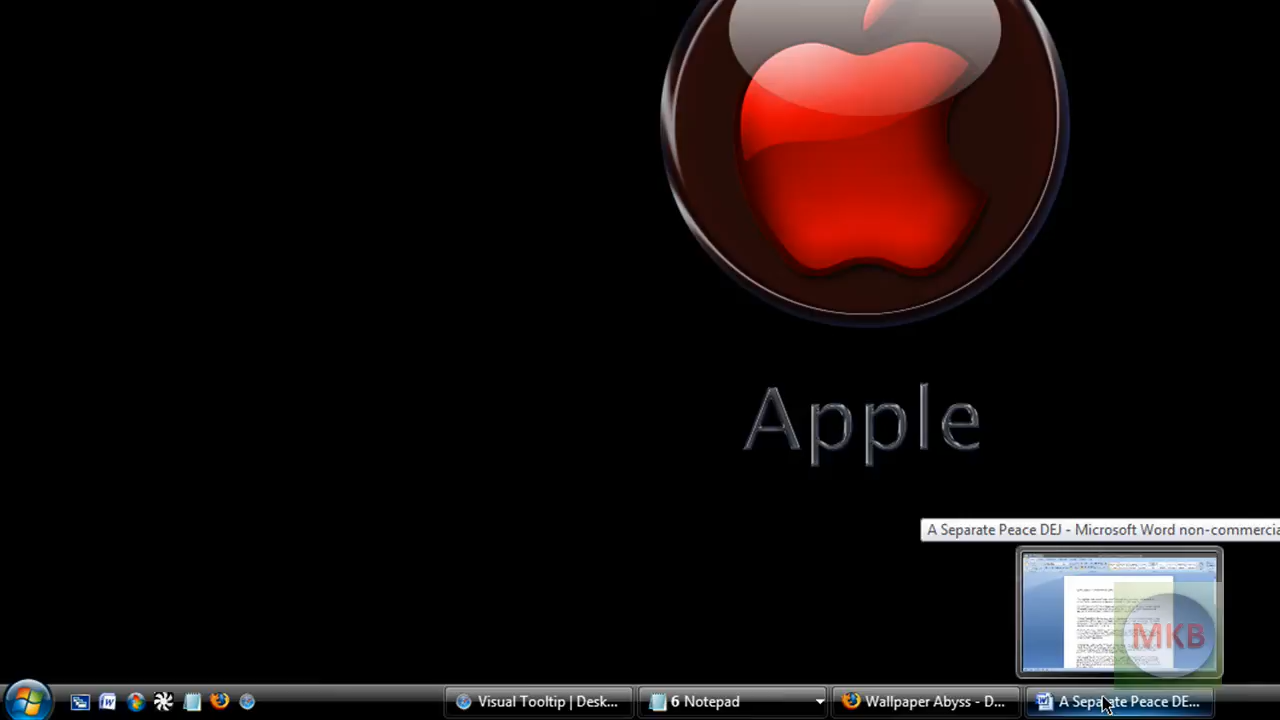 Apple
A Separate Peace DEJ - Microsoft Word non-commercia
MKB
Visual Tooltip | Desk...
6 Notepad
Wallpaper Abyss - D...
A Separate Peace DE...